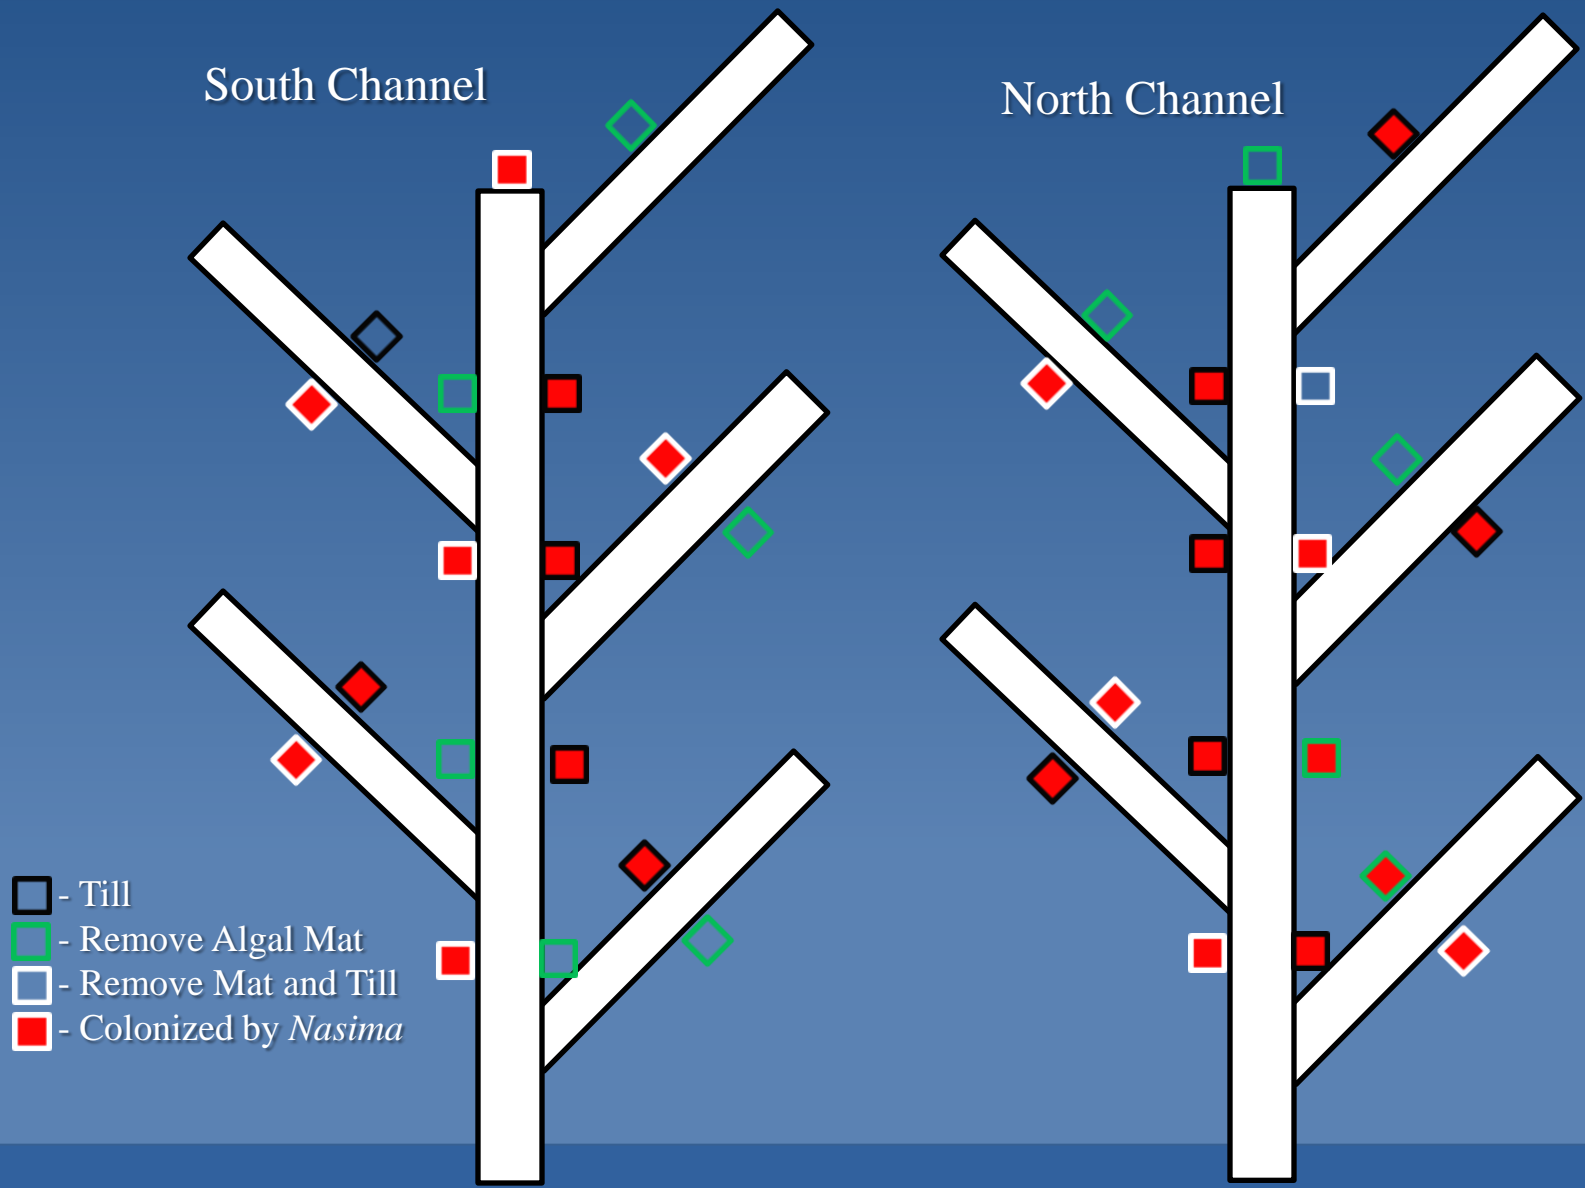 South Channel
North Channel
- Till
- Remove Algal Mat
- Remove Mat and Till
- Colonized by Nasima